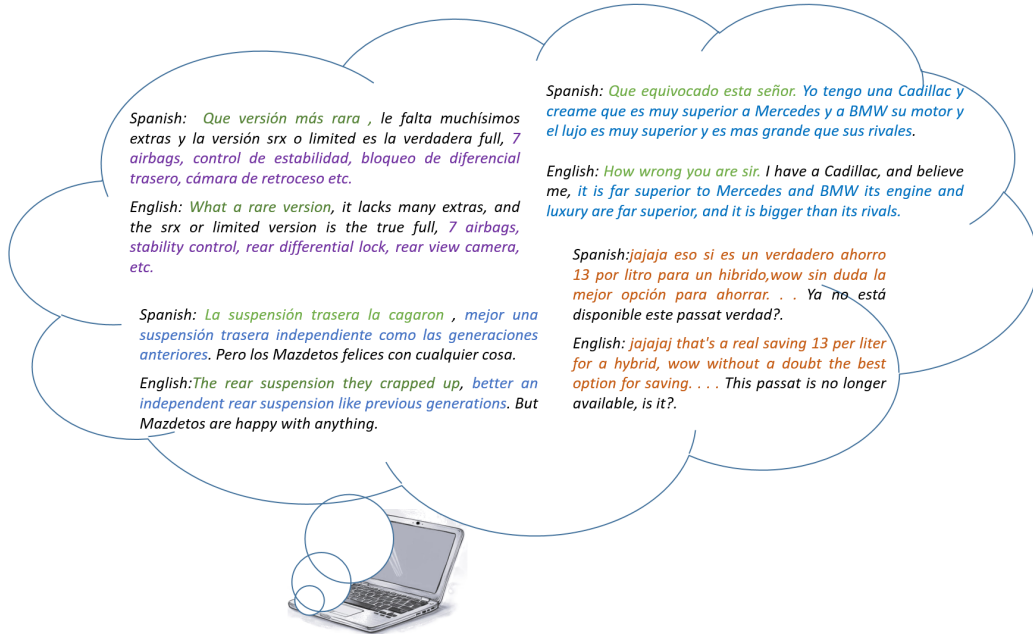 Spanish: Que versión más rara , le falta muchísimos
extras y la versión srx o limited es la verdadera full, 7
airbags, control de estabilidad, bloqueo de diferencial
trasero, cámara de retroceso etc.
English: What a rare version, it lacks many extras, and
the srx or limited version is the true full, 7 airbags,
stability control, rear differential lock, rear view camera,
etc.
Spanish: La suspensión trasera la cagaron , mejor una
suspensión trasera independiente como las generaciones
anteriores. Pero los Mazdetos felices con cualquier cosa.
English:The rear suspension they crapped up, better an
independent rear suspension like previous generations. But
Mazdetos are happy with anything.
Spanish: Que equivocado esta señor. Yo tengo una Cadillac y
creame que es muy superior a Mercedes y a BMW su motor y
el lujo es muy superior y es mas grande que sus rivales.
English: How wrong you are sir. I have a Cadillac, and believe
me, it is far superior to Mercedes and BMW its engine and
luxury are far superior, and it is bigger than its rivals.
Spanish:jajaja eso si es un verdadero ahorro
13 por litro para un hibrido,wow sin duda la
mejor opción para ahorrar. . . Ya no está
disponible este passat verdad?.
English: jajajaj that's a real saving 13 per liter
for a hybrid, wow without a doubt the best
option for saving. . . . This passat is no longer
available, is it?.